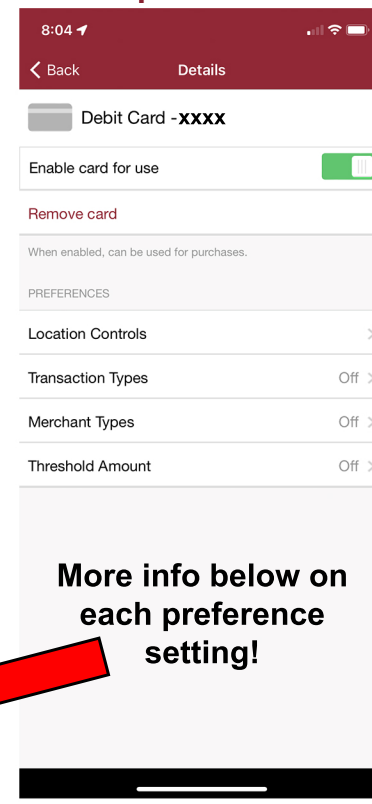 8:04
Back Details
Debit Card -xxxx
Enable card for use
Remove card
When enabled, can be used for purchases.
PREFERENCES
Location Controls
Transaction Types Off
Merchant Types Off
Threshold Amount Off
More info below on
each preference
setting!